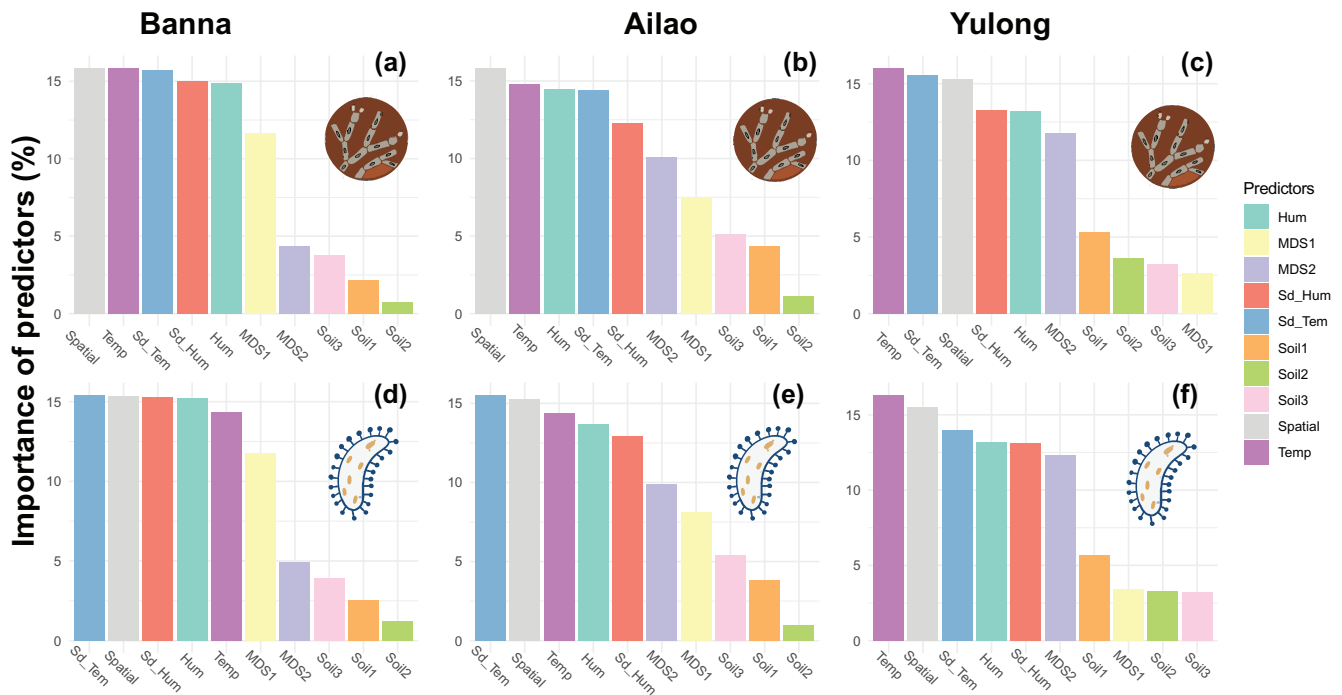 Banna
Ailao
Yulong
Importance of predictors (%)
(a)
15
10
5
0
Spatial
Temp
Sd_Tem
Sd_Hum
Hum
MDS1
MDS2
Soil3
Soil1
Soil2
(b)
15
10
5
0
Spatial
Temp
Hum
Sd_Tem
Sd_Hum
MDS2
MDS1
Soil3
Soil1
Soil2
(c)
15
10
5
0
Temp
Sd_Tem
Spatial
Sd_Hum
Hum
MDS2
Soil1
Soil2
Soil3
MDS1
(d)
15
10
5
0
Sd_Tem
Spatial
Sd_Hum
Hum
Temp
MDS1
MDS2
Soil3
Soil1
Soil2
(e)
15
10
5
0
Sd_Tem
Spatial
Temp
Hum
Sd_Hum
MDS2
MDS1
Soil3
Soil1
Soil2
(f)
15
10
5
0
Temp
Spatial
Sd_Tem
Hum
Sd_Hum
MDS2
Soil1
MDS1
Soil2
Soil3
Predictors
Hum
MDS1
MDS2
Sd_Hum
Sd_Tem
Soil1
Soil2
Soil3
Spatial
Temp